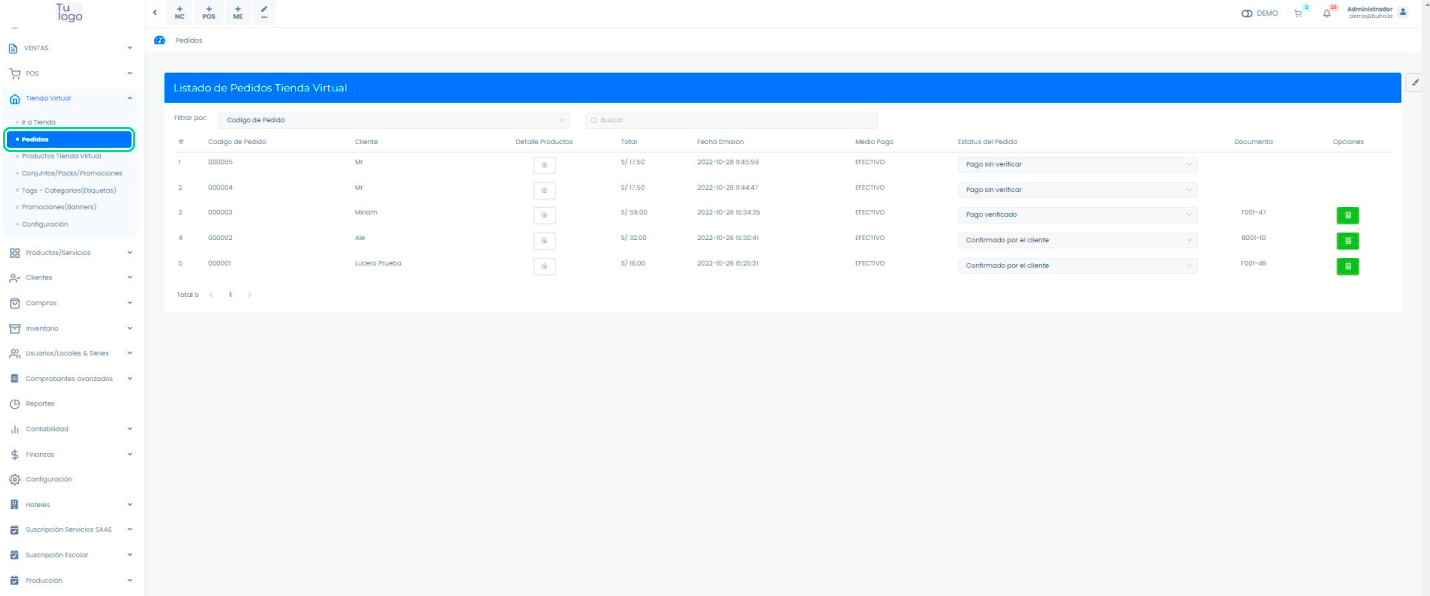 Tu
logo
NC POS ME
DEMO 2 26 Administrador
demo@buho.la
Pedidos
VENTAS
POS
Tienda Virtual
Ir a Tienda
Pedidos
Productos Tienda Virtual
Conjuntos/Packs/Promociones
Tags - Categorias(Etiquetas)
Promociones(Banners)
Configuración
Productos/Servicios
Clientes
Compras
Inventario
Usuarios/Locales & Series
Comprobantes avanzados
Reportes
Contabilidad
Finanzas
Configuración
Hoteles
Suscripción Servicios SAAS
Suscripción Escolar
Producción
Listado de Pedidos Tienda Virtual
Filtrar por: Codigo de Pedido Buscar
# Codigo de Pedido Cliente Detalle Productos Total Fecha Emision Medio Pago Estatus del Pedido Documento Opciones
1 000005 Mr S/ 17.50 2022-10-28 11:45:59 EFECTIVO Pago sin verificar
2 000004 Mr S/ 17.50 2022-10-28 11:44:47 EFECTIVO Pago sin verificar
3 000003 Miriam S/ 59.00 2022-10-26 15:34:35 EFECTIVO Pago verificado F001-47
4 000002 Ale S/ 32.00 2022-10-26 15:30:41 EFECTIVO Confirmado por el cliente B001-10
5 000001 Lucero Prueba S/ 16.00 2022-10-26 15:25:31 EFECTIVO Confirmado por el cliente F001-46
Total 5 1